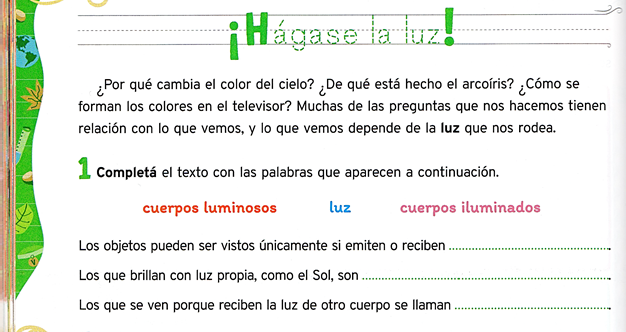 ¡Hágase la luz!
¿Por qué cambia el color del cielo? ¿De qué está hecho el arcoíris? ¿Cómo se
forman los colores en el televisor? Muchas de las preguntas que nos hacemos tienen
relación con lo que vemos, y lo que vemos depende de la luz que nos rodea.
1 Completá el texto con las palabras que aparecen a continuación.
cuerpos luminosos luz cuerpos iluminados
Los objetos pueden ser vistos únicamente si emiten o reciben ....................
Los que brillan con luz propia, como el Sol, son ....................
Los que se ven porque reciben la luz de otro cuerpo se llaman ....................